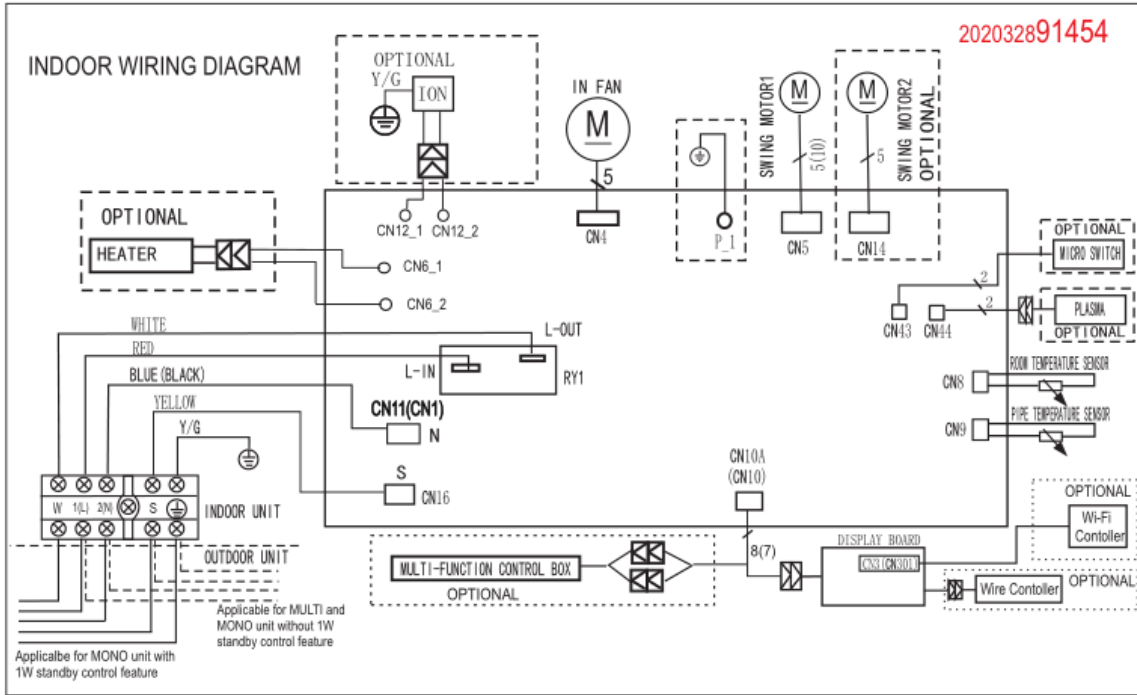 INDOOR WIRING DIAGRAM
202032891454
OPTIONAL
Y/G
ION
IN FAN
M
5
CN4
CN12_1
CN12_2
P_1
SWING MOTOR1
M
5(10)
CN5
SWING MOTOR2
OPTIONAL
M
5
CN14
OPTIONAL
HEATER
CN6_1
CN6_2
OPTIONAL
MICRO SWITCH
2
CN43
PLASMA
OPTIONAL
2
CN44
WHITE
RED
BLUE(BLACK)
YELLOW
Y/G
L-OUT
L-IN
RY1
CN11(CN1)
N
S
CN16
CN8
ROOM TEMPERATURE SENSOR
CN9
PIPE TEMPERATURE SENSOR
CN10A
(CN10)
8(7)
W
1(L)
2(N)
S
INDOOR UNIT
OUTDOOR UNIT
Applicable for MULTI and
MONO unit without 1W
standby control feature
Applicalbe for MONO unit with
1W standby control feature
MULTI-FUNCTION CONTROL BOX
OPTIONAL
DISPLAY BOARD
CN3(CN301)
OPTIONAL
Wi-Fi
Contoller
Wire Contoller
OPTIONAL